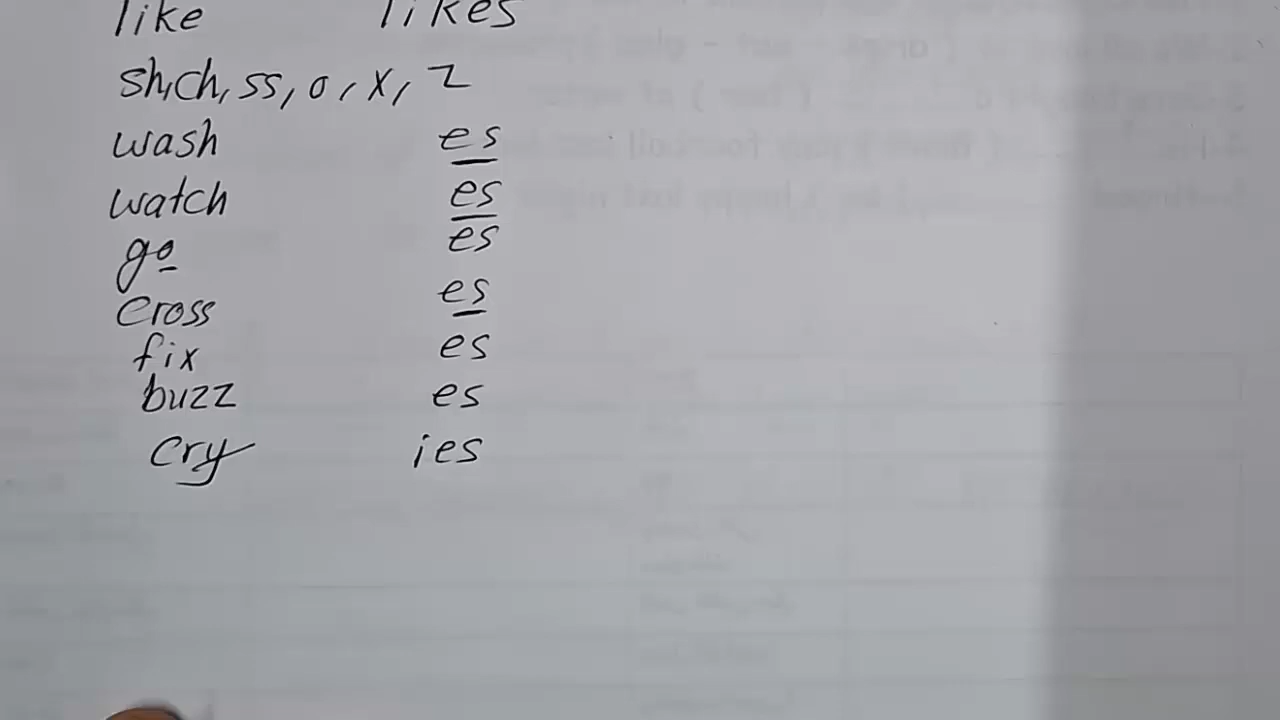 like likes
sh, ch, ss, o, x, z
wash es
watch es
go es
cross es
fix es
buzz es
cry ies